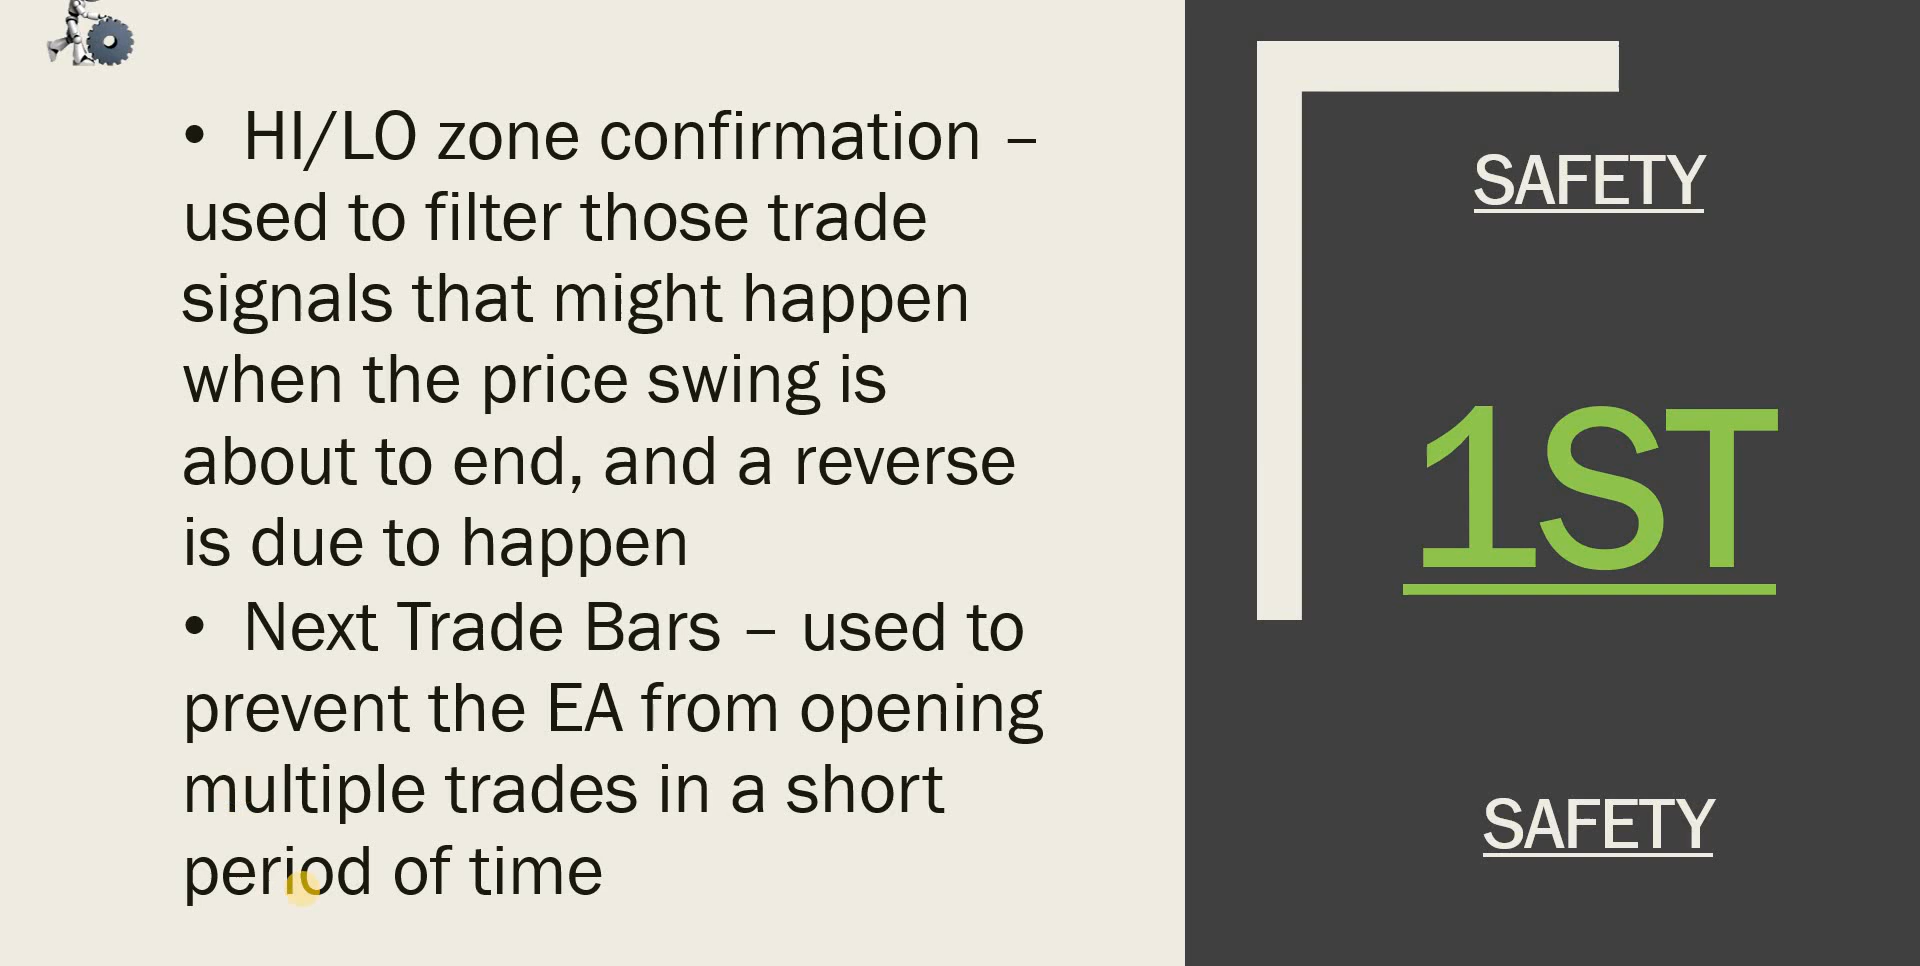 • HI/LO zone confirmation –
used to filter those trade
signals that might happen
when the price swing is
about to end, and a reverse
is due to happen
• Next Trade Bars – used to
prevent the EA from opening
multiple trades in a short
period of time
SAFETY
1ST
SAFETY